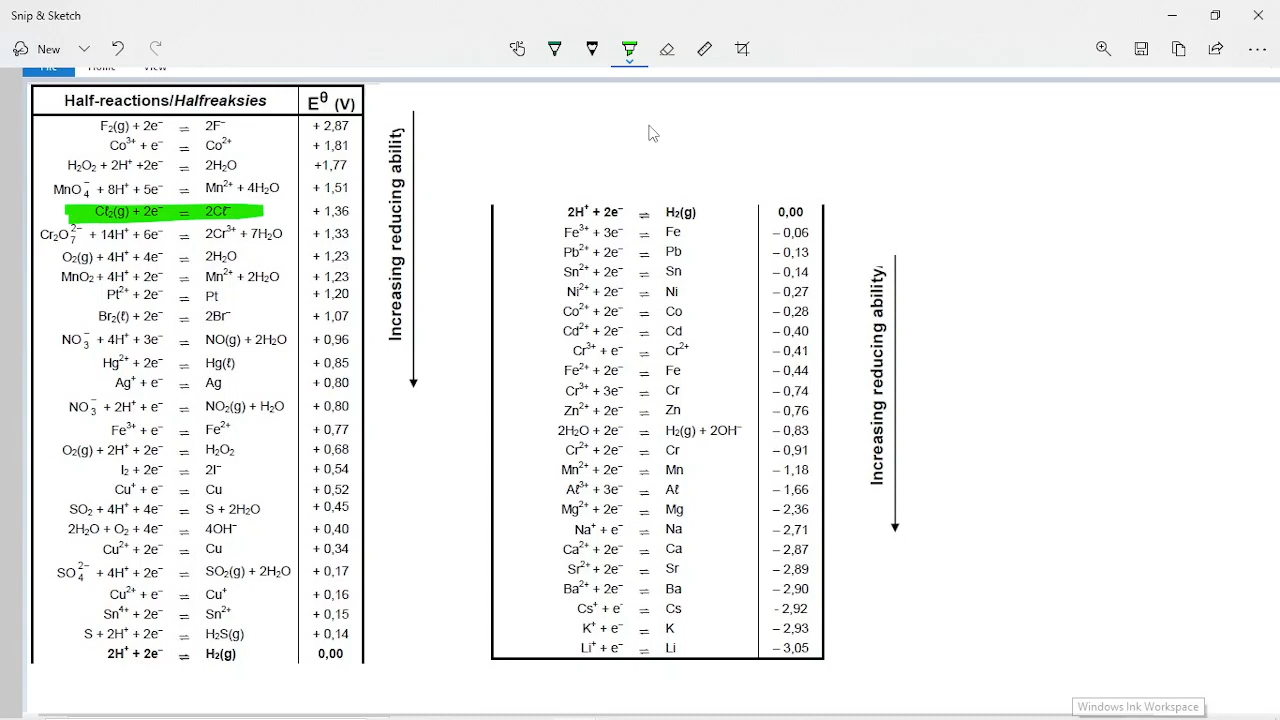 Snip & Sketch
New
Half-reactions/Halfreaksies E^θ (V)
F₂(g) + 2e⁻ ⇌ 2F⁻ + 2,87
Co³⁺ + e⁻ ⇌ Co²⁺ + 1,81
H₂O₂ + 2H⁺ +2e⁻ ⇌ 2H₂O +1,77
MnO₄⁻ + 8H⁺ + 5e⁻ ⇌ Mn²⁺ + 4H₂O + 1,51
Cℓ₂(g) + 2e⁻ ⇌ 2Cℓ⁻ + 1,36
Cr₂O₇²⁻ + 14H⁺ + 6e⁻ ⇌ 2Cr³⁺ + 7H₂O + 1,33
O₂(g) + 4H⁺ + 4e⁻ ⇌ 2H₂O + 1,23
MnO₂ + 4H⁺ + 2e⁻ ⇌ Mn²⁺ + 2H₂O + 1,23
Pt²⁺ + 2e⁻ ⇌ Pt + 1,20
Br₂(ℓ) + 2e⁻ ⇌ 2Br⁻ + 1,07
NO₃⁻ + 4H⁺ + 3e⁻ ⇌ NO(g) + 2H₂O + 0,96
Hg²⁺ + 2e⁻ ⇌ Hg(ℓ) + 0,85
Ag⁺ + e⁻ ⇌ Ag + 0,80
NO₃⁻ + 2H⁺ + e⁻ ⇌ NO₂(g) + H₂O + 0,80
Fe³⁺ + e⁻ ⇌ Fe²⁺ + 0,77
O₂(g) + 2H⁺ + 2e⁻ ⇌ H₂O₂ + 0,68
I₂ + 2e⁻ ⇌ 2I⁻ + 0,54
Cu⁺ + e⁻ ⇌ Cu + 0,52
SO₂ + 4H⁺ + 4e⁻ ⇌ S + 2H₂O + 0,45
2H₂O + O₂ + 4e⁻ ⇌ 4OH⁻ + 0,40
Cu²⁺ + 2e⁻ ⇌ Cu + 0,34
SO₄²⁻ + 4H⁺ + 2e⁻ ⇌ SO₂(g) + 2H₂O + 0,17
Cu²⁺ + e⁻ ⇌ Cu⁺ + 0,16
Sn⁴⁺ + 2e⁻ ⇌ Sn²⁺ + 0,15
S + 2H⁺ + 2e⁻ ⇌ H₂S(g) + 0,14
2H⁺ + 2e⁻ ⇌ H₂(g) 0,00
Increasing reducing ability
2H⁺ + 2e⁻ ⇌ H₂(g) 0,00
Fe³⁺ + 3e⁻ ⇌ Fe – 0,06
Pb²⁺ + 2e⁻ ⇌ Pb – 0,13
Sn²⁺ + 2e⁻ ⇌ Sn – 0,14
Ni²⁺ + 2e⁻ ⇌ Ni – 0,27
Co²⁺ + 2e⁻ ⇌ Co – 0,28
Cd²⁺ + 2e⁻ ⇌ Cd – 0,40
Cr³⁺ + e⁻ ⇌ Cr²⁺ – 0,41
Fe²⁺ + 2e⁻ ⇌ Fe – 0,44
Cr³⁺ + 3e⁻ ⇌ Cr – 0,74
Zn²⁺ + 2e⁻ ⇌ Zn – 0,76
2H₂O + 2e⁻ ⇌ H₂(g) + 2OH⁻ – 0,83
Cr²⁺ + 2e⁻ ⇌ Cr – 0,91
Mn²⁺ + 2e⁻ ⇌ Mn – 1,18
Aℓ³⁺ + 3e⁻ ⇌ Aℓ – 1,66
Mg²⁺ + 2e⁻ ⇌ Mg – 2,36
Na⁺ + e⁻ ⇌ Na – 2,71
Ca²⁺ + 2e⁻ ⇌ Ca – 2,87
Sr²⁺ + 2e⁻ ⇌ Sr – 2,89
Ba²⁺ + 2e⁻ ⇌ Ba – 2,90
Cs⁺ + e⁻ ⇌ Cs - 2,92
K⁺ + e⁻ ⇌ K – 2,93
Li⁺ + e⁻ ⇌ Li – 3,05
Increasing reducing ability
Windows Ink Workspace